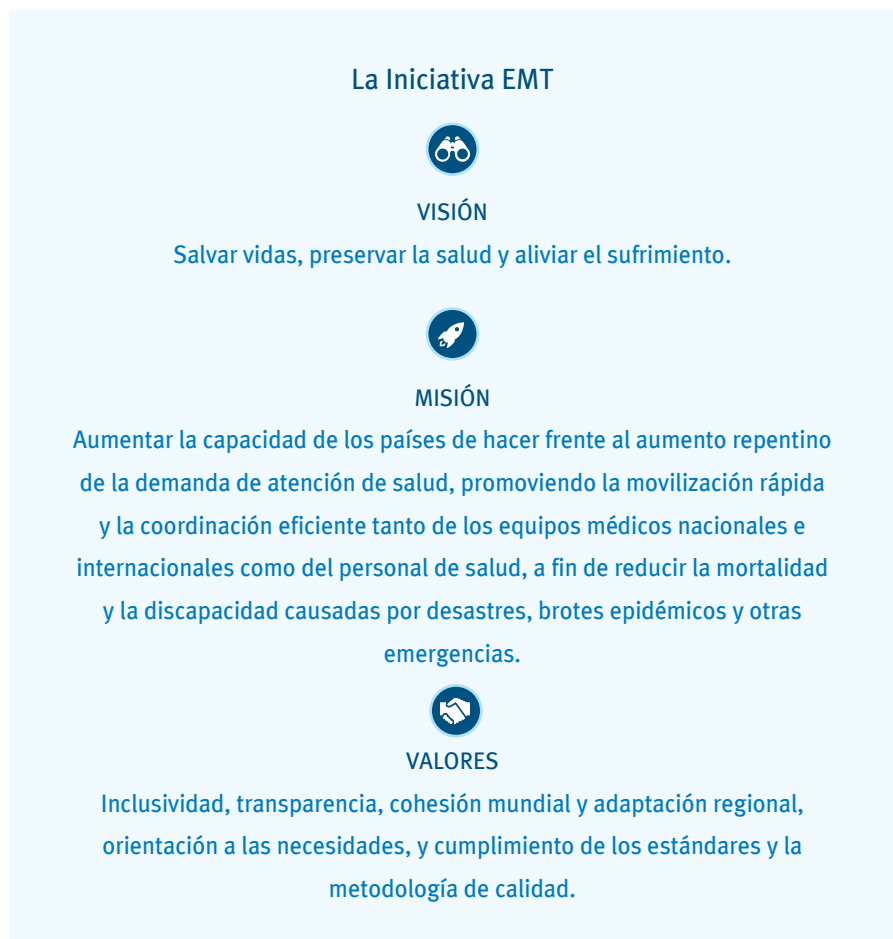 La Iniciativa EMT
VISIÓN
Salvar vidas, preservar la salud y aliviar el sufrimiento.
MISIÓN
Aumentar la capacidad de los países de hacer frente al aumento repentino
de la demanda de atención de salud, promoviendo la movilización rápida
y la coordinación eficiente tanto de los equipos médicos nacionales e
internacionales como del personal de salud, a fin de reducir la mortalidad
y la discapacidad causadas por desastres, brotes epidémicos y otras
emergencias.
VALORES
Inclusividad, transparencia, cohesión mundial y adaptación regional,
orientación a las necesidades, y cumplimiento de los estándares y la
metodología de calidad.